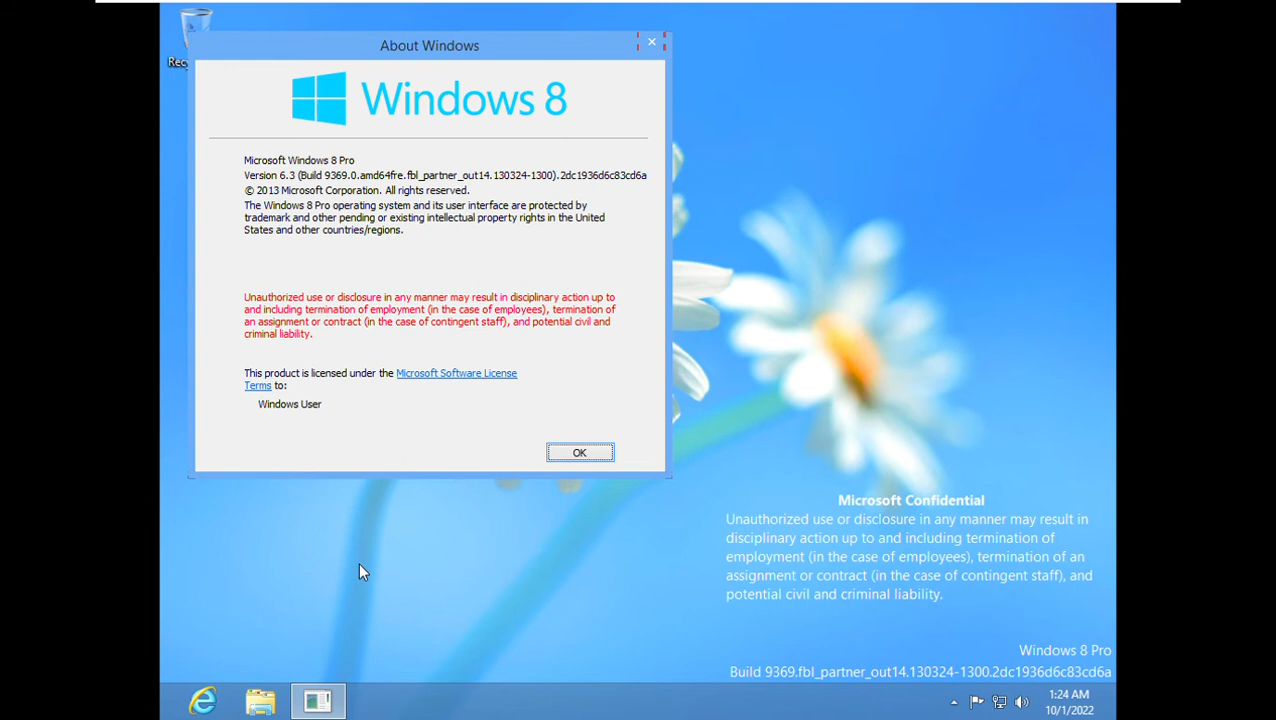 Rec
About Windows
Windows 8
Microsoft Windows 8 Pro
Version 6.3 (Build 9369.0.amd64fre.fbl_partner_out14.130324-1300).2dc1936d6c83cd6a
© 2013 Microsoft Corporation. All rights reserved.
The Windows 8 Pro operating system and its user interface are protected by
trademark and other pending or existing intellectual property rights in the United
States and other countries/regions.
Unauthorized use or disclosure in any manner may result in disciplinary action up to
and including termination of employment (in the case of employees), termination of
an assignment or contract (in the case of contingent staff), and potential civil and
criminal liability.
This product is licensed under the Microsoft Software License
Terms to:
Windows User
OK
Microsoft Confidential
Unauthorized use or disclosure in any manner may result in
disciplinary action up to and including termination of
employment (in the case of employees), termination of an
assignment or contract (in the case of contingent staff), and
potential civil and criminal liability.
Windows 8 Pro
Build 9369.fbl_partner_out14.130324-1300.2dc1936d6c83cd6a
1:24 AM
10/1/2022